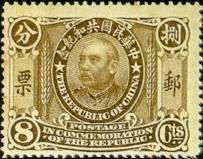 中華民國共和紀念
分 捌
票 郵
THE REPUBLIC OF CHINA
8 Cts.
POSTAGE
IN COMMEMORATION
OF THE REPUBLIC